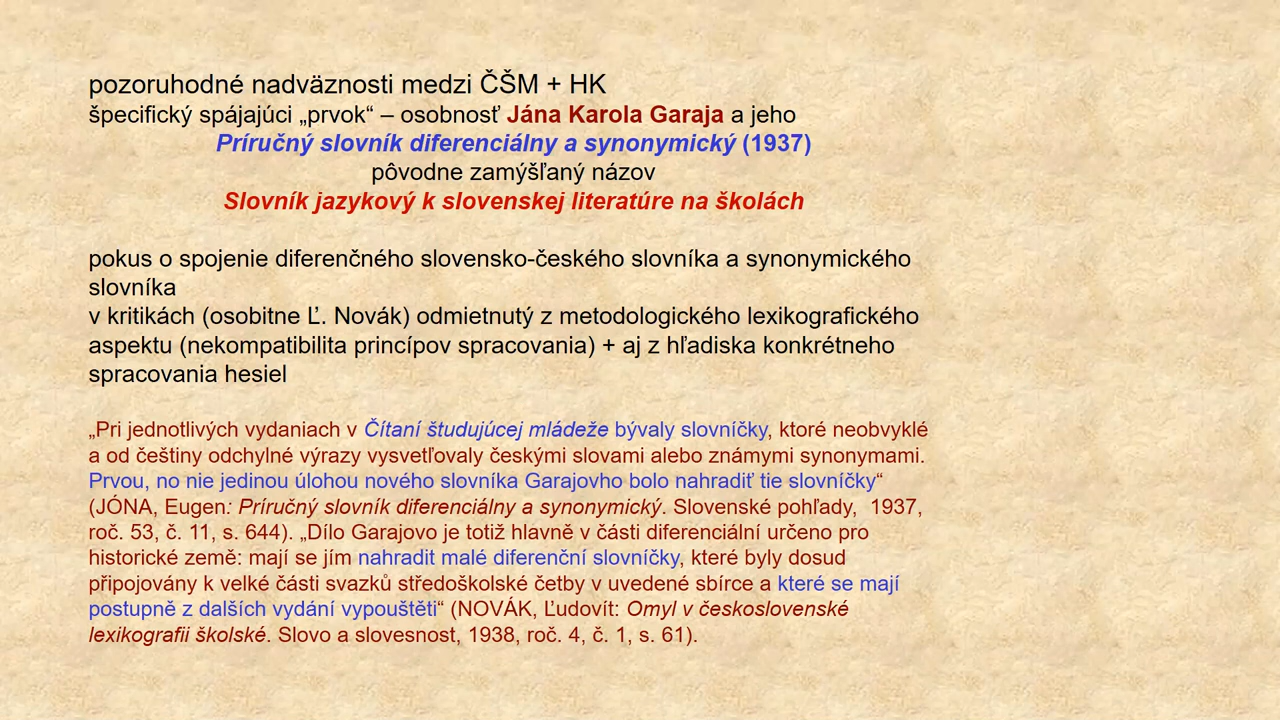 pozoruhodné nadväznosti medzi ČŠM + HK
špecifický spájajúci „prvok“ – osobnosť Jána Karola Garaja a jeho
Príručný slovník diferenciálny a synonymický (1937)
pôvodne zamýšľaný názov
Slovník jazykový k slovenskej literatúre na školách
pokus o spojenie diferenčného slovensko-českého slovníka a synonymického
slovníka
v kritikách (osobitne Ľ. Novák) odmietnutý z metodologického lexikografického
aspektu (nekompatibilita princípov spracovania) + aj z hľadiska konkrétneho
spracovania hesiel
„Pri jednotlivých vydaniach v Čítaní študujúcej mládeže bývaly slovníčky, ktoré neobvyklé
a od češtiny odchylné výrazy vysvetľovaly českými slovami alebo známymi synonymami.
Prvou, no nie jedinou úlohou nového slovníka Garajovho bolo nahradiť tie slovníčky“
(JÓNA, Eugen: Príručný slovník diferenciálny a synonymický. Slovenské pohľady, 1937,
roč. 53, č. 11, s. 644). „Dílo Garajovo je totiž hlavně v části diferenciální určeno pro
historické země: mají se jím nahradit malé diferenční slovníčky, které byly dosud
připojovány k velké části svazků středoškolské četby v uvedené sbírce a které se mají
postupně z dalších vydání vypouštěti“ (NOVÁK, Ľudovít: Omyl v československé
lexikografii školské. Slovo a slovesnost, 1938, roč. 4, č. 1, s. 61).